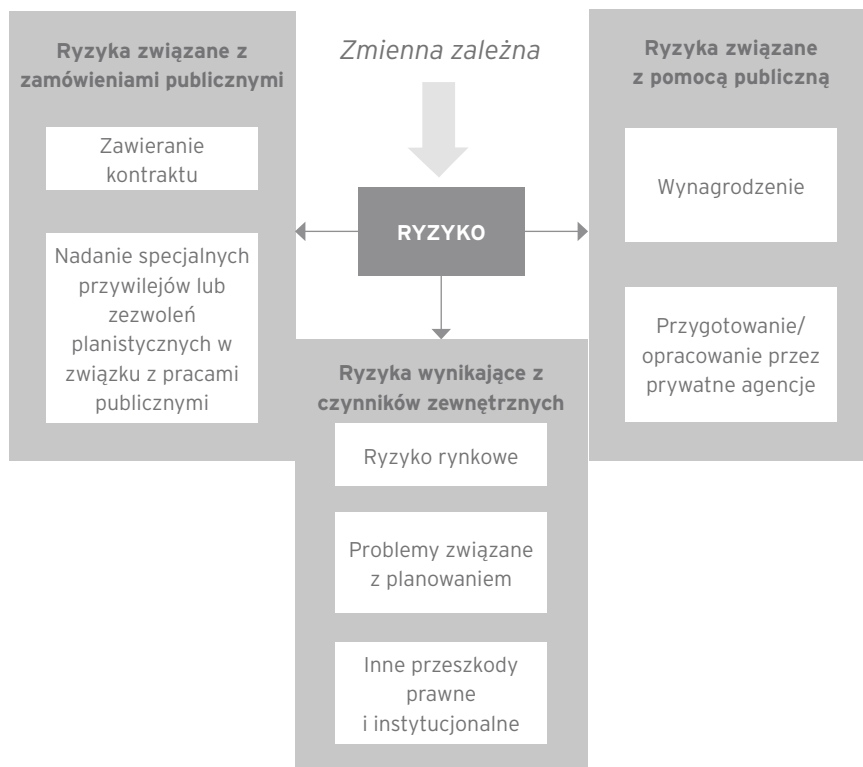 Ryzyka związane z
zamówieniami publicznymi
Zawieranie
kontraktu
Nadanie specjalnych
przywilejów lub
zezwoleń
planistycznych w
związku z pracami
publicznymi
Zmienna zależna
RYZYKO
Ryzyka wynikające z
czynników zewnętrznych
Ryzyko rynkowe
Problemy związane
z planowaniem
Inne przeszkody
prawne
i instytucjonalne
Ryzyka związane
z pomocą publiczną
Wynagrodzenie
Przygotowanie/
opracowanie przez
prywatne agencje